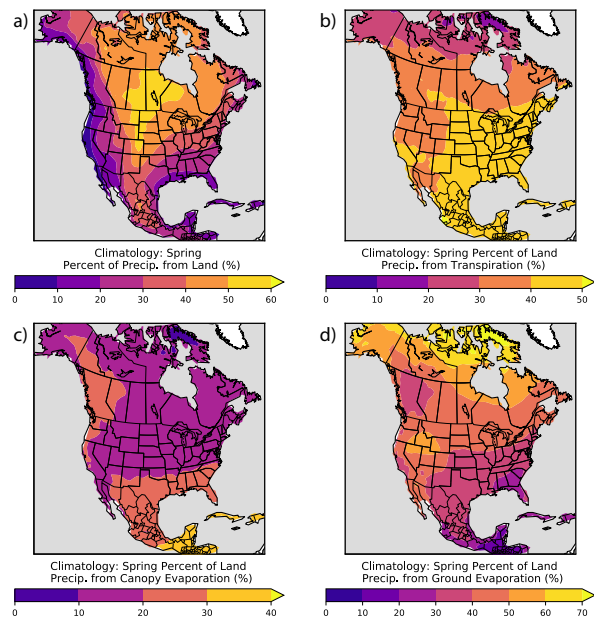 a)
b)
Climatology: Spring
Percent of Precip. from Land (%)
0 10 20 30 40 50 60
Climatology: Spring Percent of Land
Precip. from Transpiration (%)
0 10 20 30 40 50
c)
d)
Climatology: Spring Percent of Land
Precip. from Canopy Evaporation (%)
0 10 20 30 40
Climatology: Spring Percent of Land
Precip. from Ground Evaporation (%)
0 10 20 30 40 50 60 70